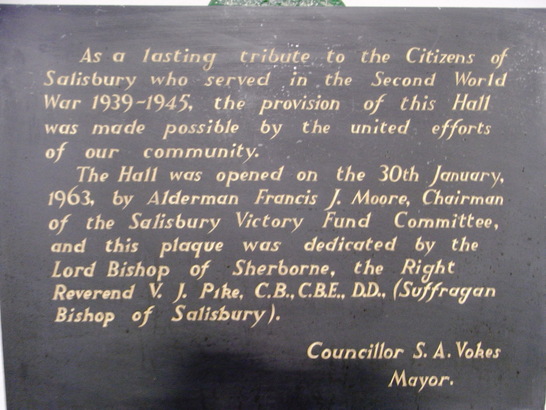 As a lasting tribute to the Citizens of
Salisbury who served in the Second World
War 1939-1945, the provision of this Hall
was made possible by the united efforts
of our community.
The Hall was opened on the 30th January,
1963, by Alderman Francis J. Moore, Chairman
of the Salisbury Victory Fund Committee,
and this plaque was dedicated by the
Lord Bishop of Sherborne, the Right
Reverend V. J. Pike, C.B., C.B.E., D.D., (Suffragan
Bishop of Salisbury).
Councillor S. A. Vokes
Mayor.